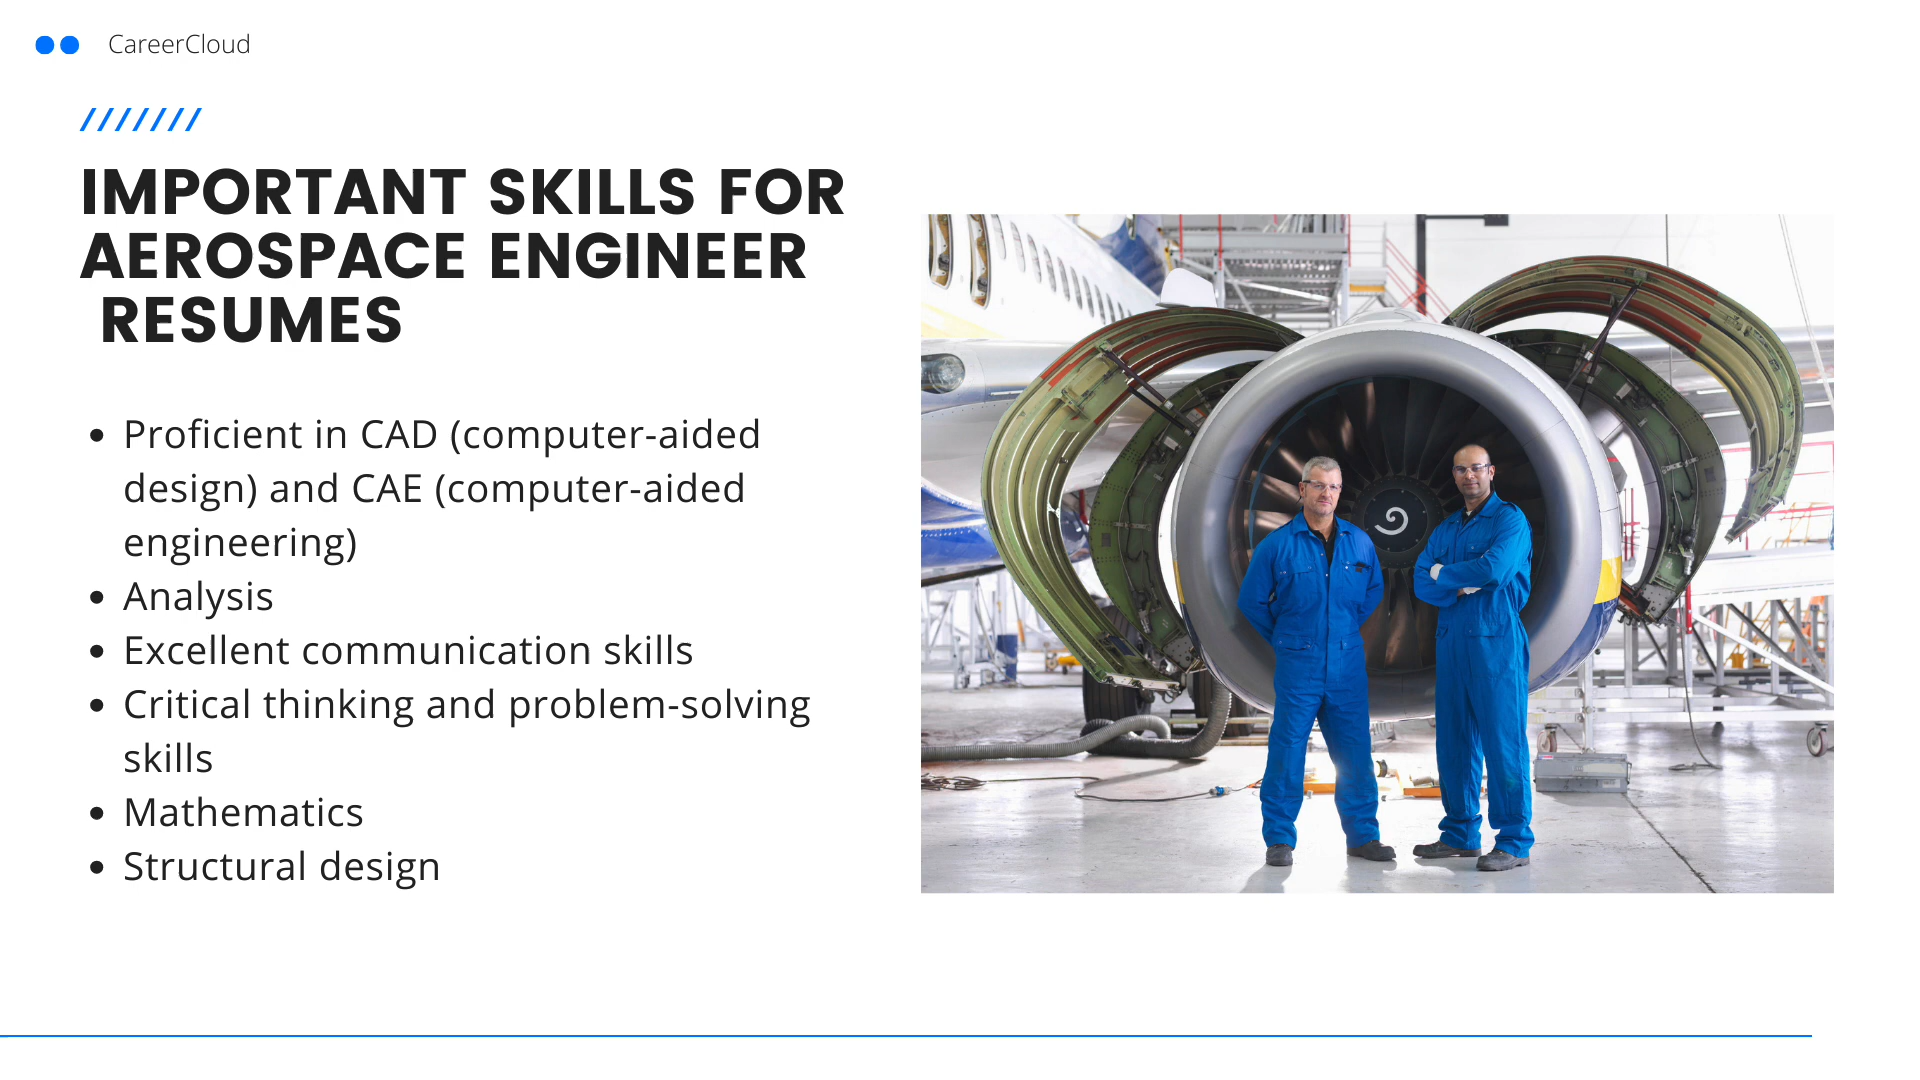 CareerCloud
IMPORTANT SKILLS FOR
AEROSPACE ENGINEER
RESUMES
• Proficient in CAD (computer-aided
design) and CAE (computer-aided
engineering)
• Analysis
• Excellent communication skills
• Critical thinking and problem-solving
skills
• Mathematics
• Structural design